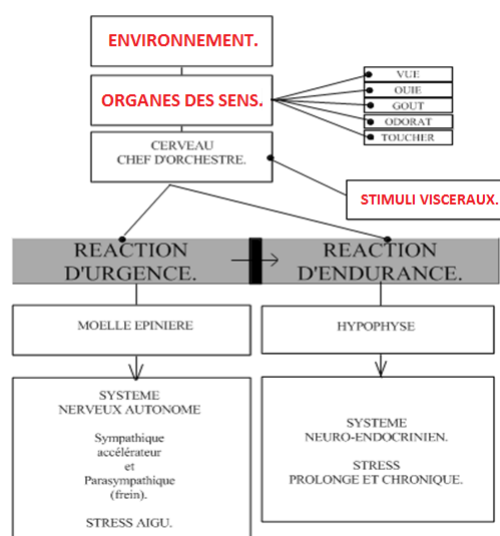 ENVIRONNEMENT.
ORGANES DES SENS.
VUE
OUIE
GOUT
ODORAT
TOUCHER
CERVEAU
CHEF D'ORCHESTRE.
STIMULI VISCERAUX.
REACTION
D'URGENCE.
REACTION
D'ENDURANCE.
MOELLE EPINIERE
HYPOPHYSE
SYSTEME
NERVEUX AUTONOME
Sympathique
accélérateur
et
Parasympathique
(frein).
STRESS AIGU.
SYSTEME
NEURO-ENDOCRINIEN.
STRESS
PROLONGE ET CHRONIQUE.